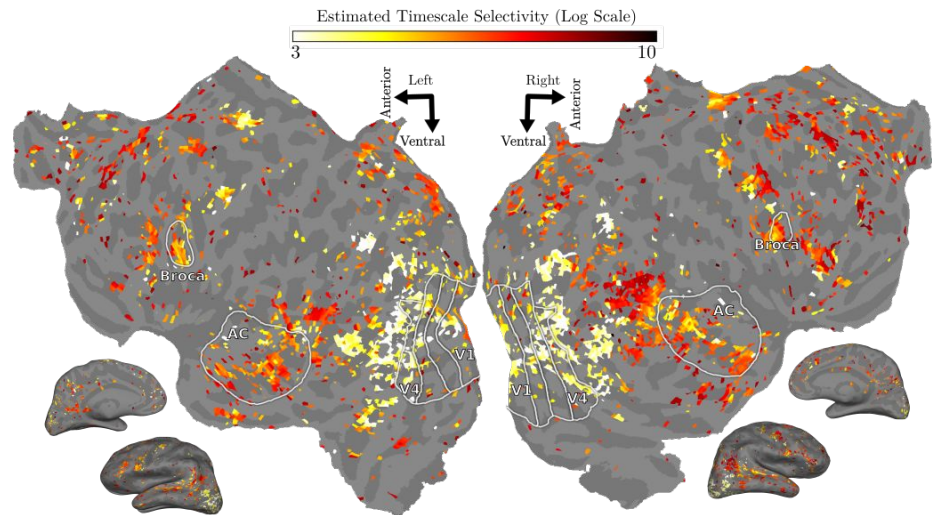 Estimated Timescale Selectivity (Log Scale)
3
10
Anterior
Left
Ventral
Right
Anterior
Ventral
Broca
AC
V4
V1
Broca
AC
V1
V4